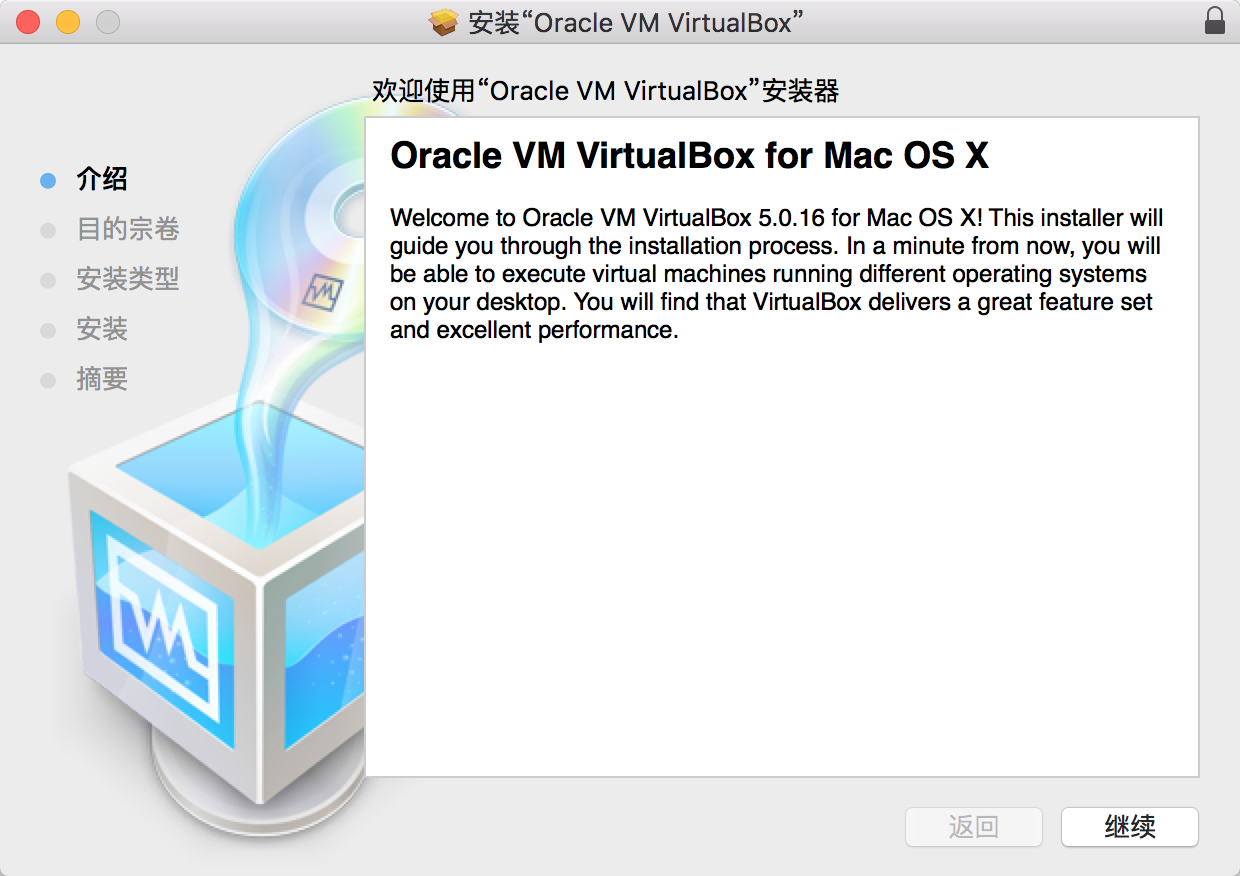 安装“Oracle VM VirtualBox”
欢迎使用“Oracle VM VirtualBox”安装器
介绍
目的宗卷
安装类型
安装
摘要
Oracle VM VirtualBox for Mac OS X
Welcome to Oracle VM VirtualBox 5.0.16 for Mac OS X! This installer will
guide you through the installation process. In a minute from now, you will
be able to execute virtual machines running different operating systems
on your desktop. You will find that VirtualBox delivers a great feature set
and excellent performance.
VM
VM
返回
继续